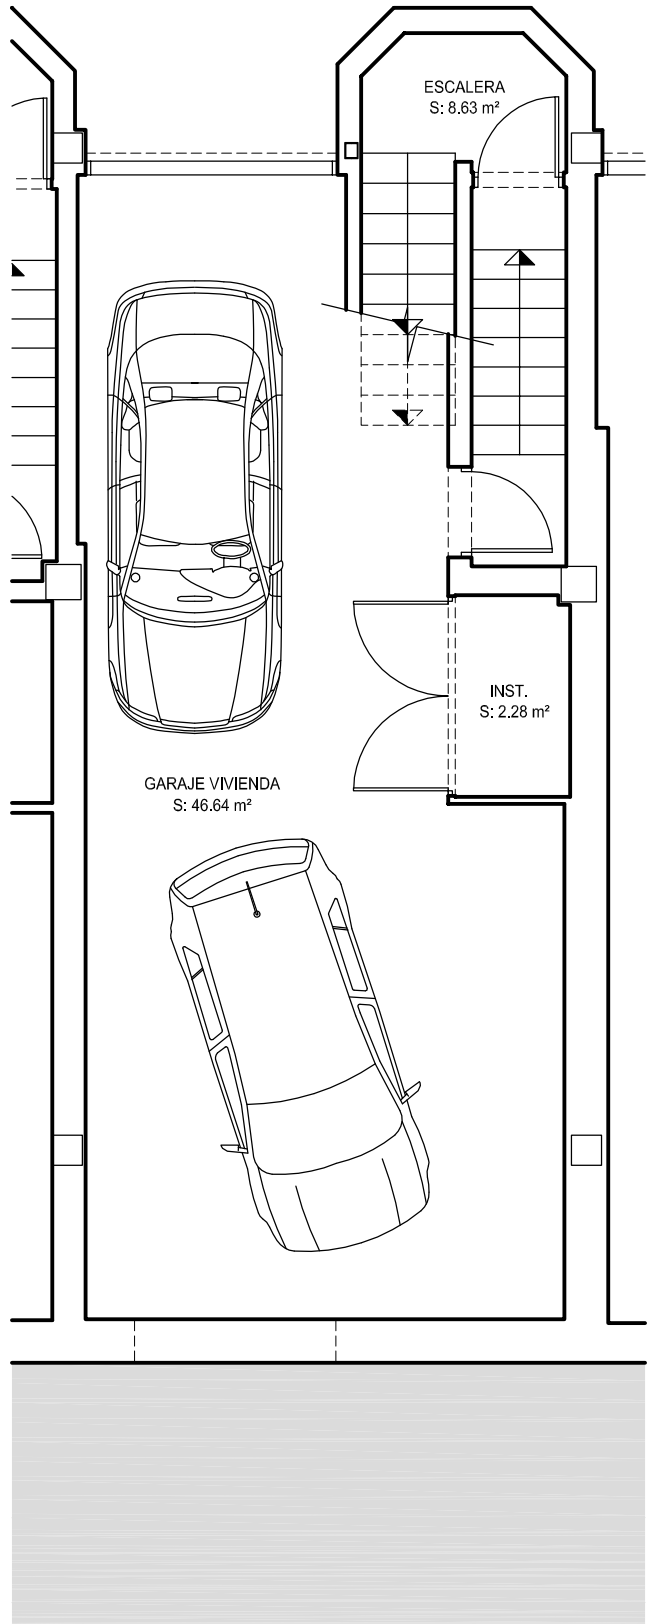 ESCALERA
S: 8.63 m²
INST.
S: 2.28 m²
GARAJE VIVIENDA
S: 46.64 m²